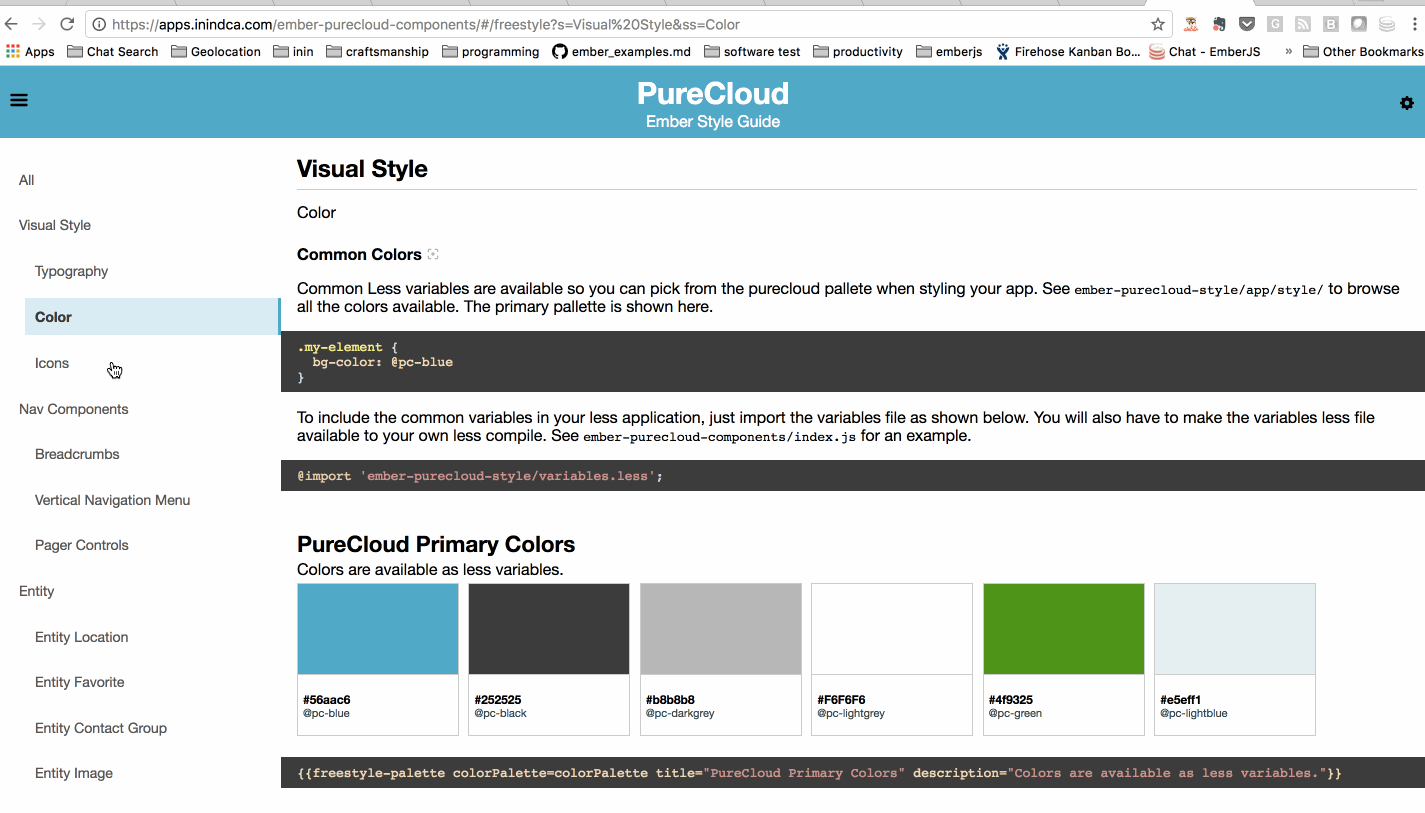 https://apps.inindca.com/ember-purecloud-components/#/freestyle?s=Visual%20Style&ss=Color
Apps Chat Search Geolocation inin craftsmanship programming ember_examples.md software test productivity emberjs Firehose Kanban Bo... Chat - EmberJS » Other Bookmarks
PureCloud
Ember Style Guide
All
Visual Style
Typography
Color
Icons
Nav Components
Breadcrumbs
Vertical Navigation Menu
Pager Controls
Entity
Entity Location
Entity Favorite
Entity Contact Group
Entity Image
Visual Style
Color
Common Colors
Common Less variables are available so you can pick from the purecloud pallete when styling your app. See ember-purecloud-style/app/style/ to browse
all the colors available. The primary pallette is shown here.
.my-element {
bg-color: @pc-blue
}
To include the common variables in your less application, just import the variables file as shown below. You will also have to make the variables less file
available to your own less compile. See ember-purecloud-components/index.js for an example.
@import 'ember-purecloud-style/variables.less';
PureCloud Primary Colors
Colors are available as less variables.
#56aac6 #252525 #b8b8b8 #F6F6F6 #4f9325 #e5eff1
@pc-blue @pc-black @pc-darkgrey @pc-lightgrey @pc-green @pc-lightblue
{{freestyle-palette colorPalette=colorPalette title="PureCloud Primary Colors" description="Colors are available as less variables."}}